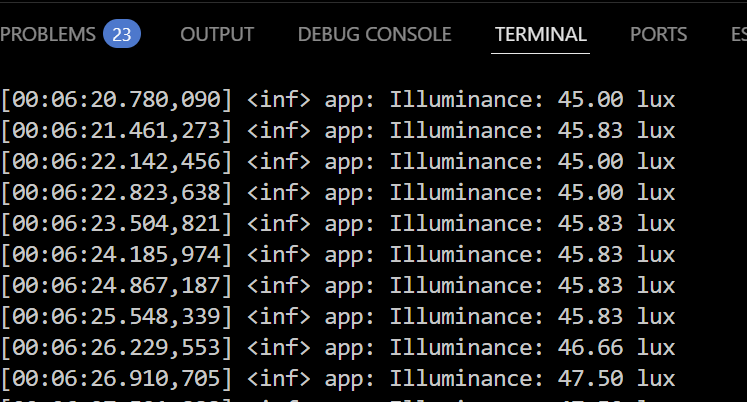 PROBLEMS 23 OUTPUT DEBUG CONSOLE TERMINAL PORTS ES
[00:06:20.780,090] <inf> app: Illuminance: 45.00 lux
[00:06:21.461,273] <inf> app: Illuminance: 45.83 lux
[00:06:22.142,456] <inf> app: Illuminance: 45.00 lux
[00:06:22.823,638] <inf> app: Illuminance: 45.00 lux
[00:06:23.504,821] <inf> app: Illuminance: 45.83 lux
[00:06:24.185,974] <inf> app: Illuminance: 45.83 lux
[00:06:24.867,187] <inf> app: Illuminance: 45.83 lux
[00:06:25.548,339] <inf> app: Illuminance: 45.83 lux
[00:06:26.229,553] <inf> app: Illuminance: 46.66 lux
[00:06:26.910,705] <inf> app: Illuminance: 47.50 lux